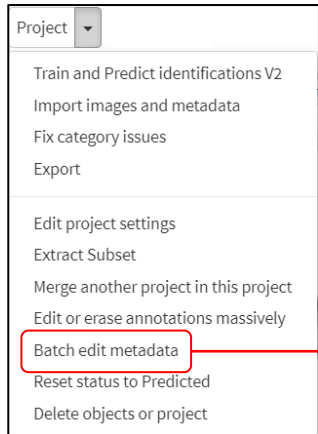 Project
Train and Predict identifications V2
Import images and metadata
Fix category issues
Export
Edit project settings
Extract Subset
Merge another project in this project
Edit or erase annotations massively
Batch edit metadata
Reset status to Predicted
Delete objects or project